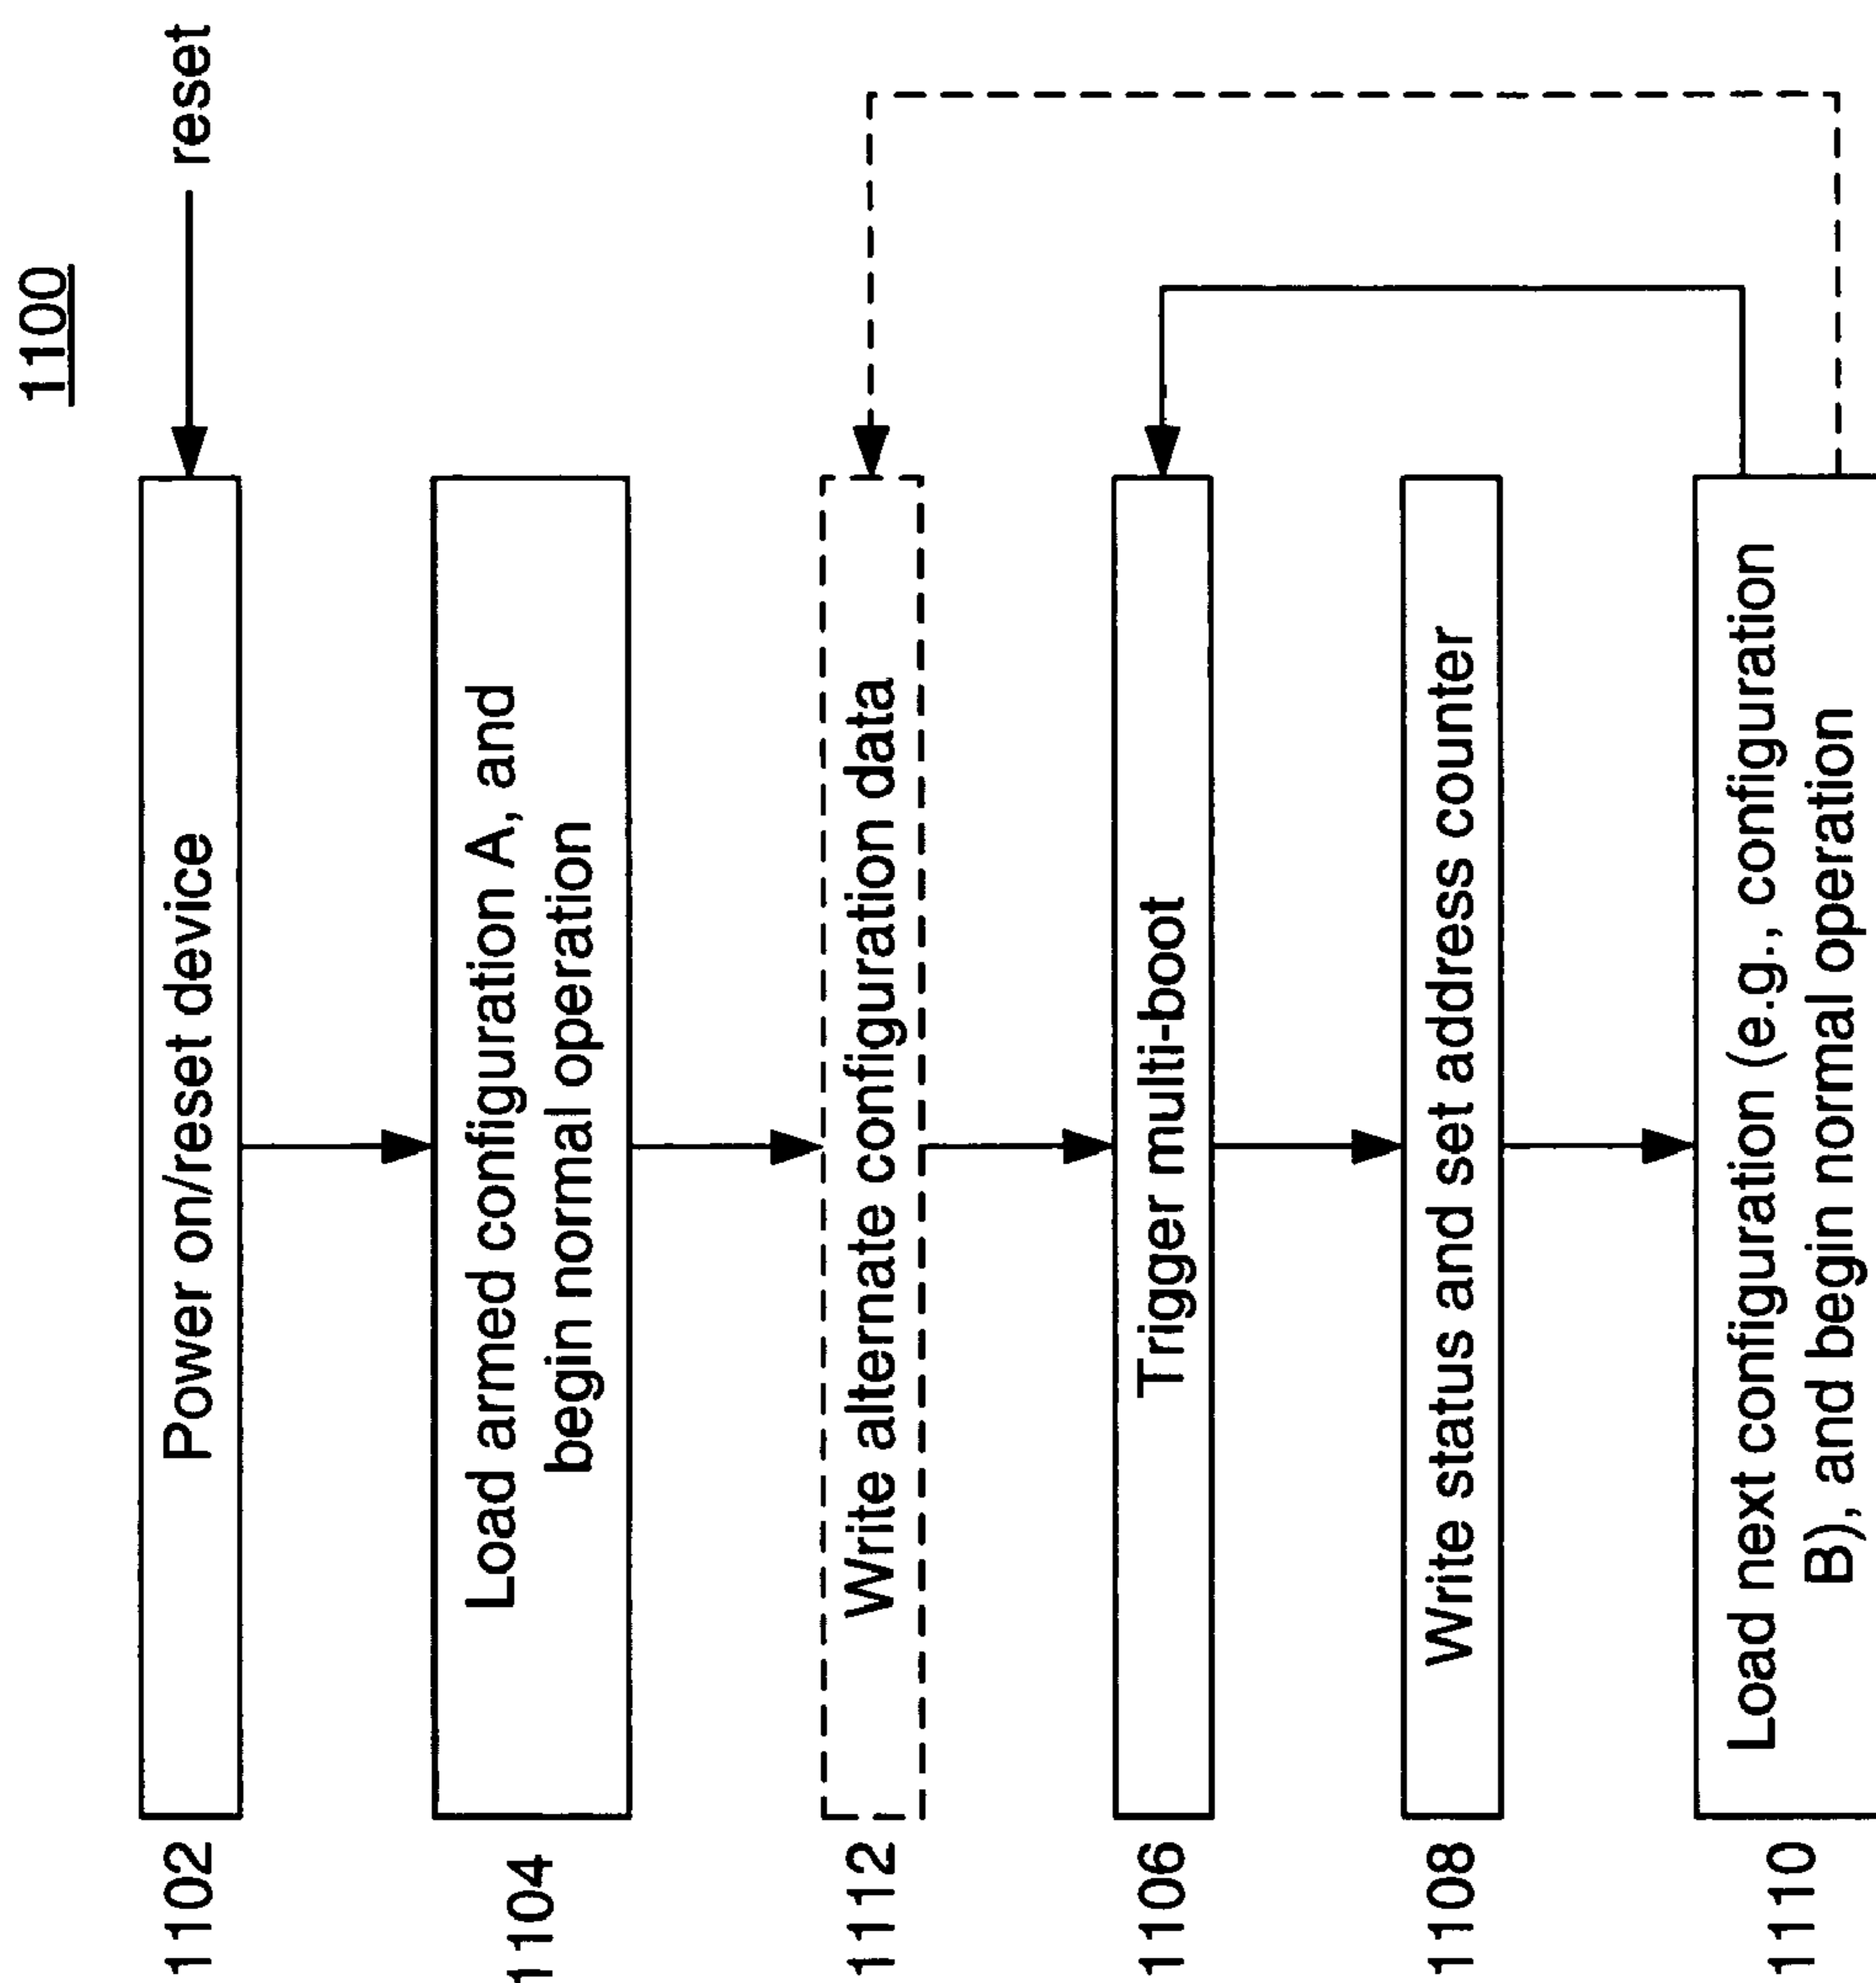 1100
reset
1102
Power on/reset device
1104
Load armed configuration A, and
begin normal operation
1112
Write alternate configuration data
1106
Trigger multi-boot
1108
Write status and set address counter
1110
Load next configuration (e.g., configuration
B), and begin normal operation